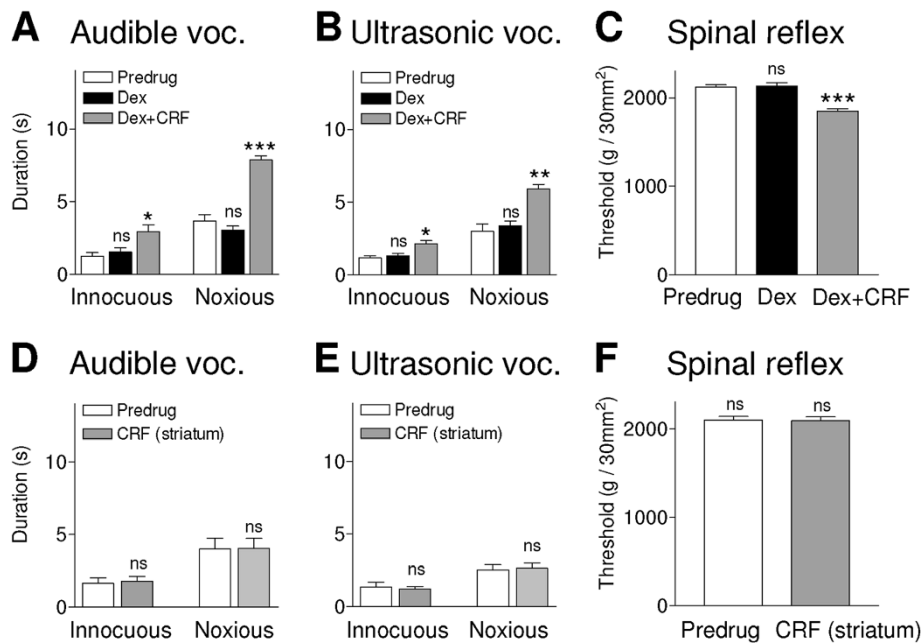 A Audible voc.
Duration (s)
10
5
0
Predrug
Dex
Dex+CRF
ns
*
ns
***
Innocuous Noxious
B Ultrasonic voc.
10
5
0
Predrug
Dex
Dex+CRF
ns
*
ns
**
Innocuous Noxious
C Spinal reflex
Threshold (g / 30mm²)
2000
1000
0
ns
***
Predrug Dex Dex+CRF
D Audible voc.
Duration (s)
10
5
0
Predrug
CRF (striatum)
ns
ns
Innocuous Noxious
E Ultrasonic voc.
10
5
0
Predrug
CRF (striatum)
ns
ns
Innocuous Noxious
F Spinal reflex
Threshold (g / 30mm²)
2000
1000
0
ns
ns
Predrug CRF (striatum)